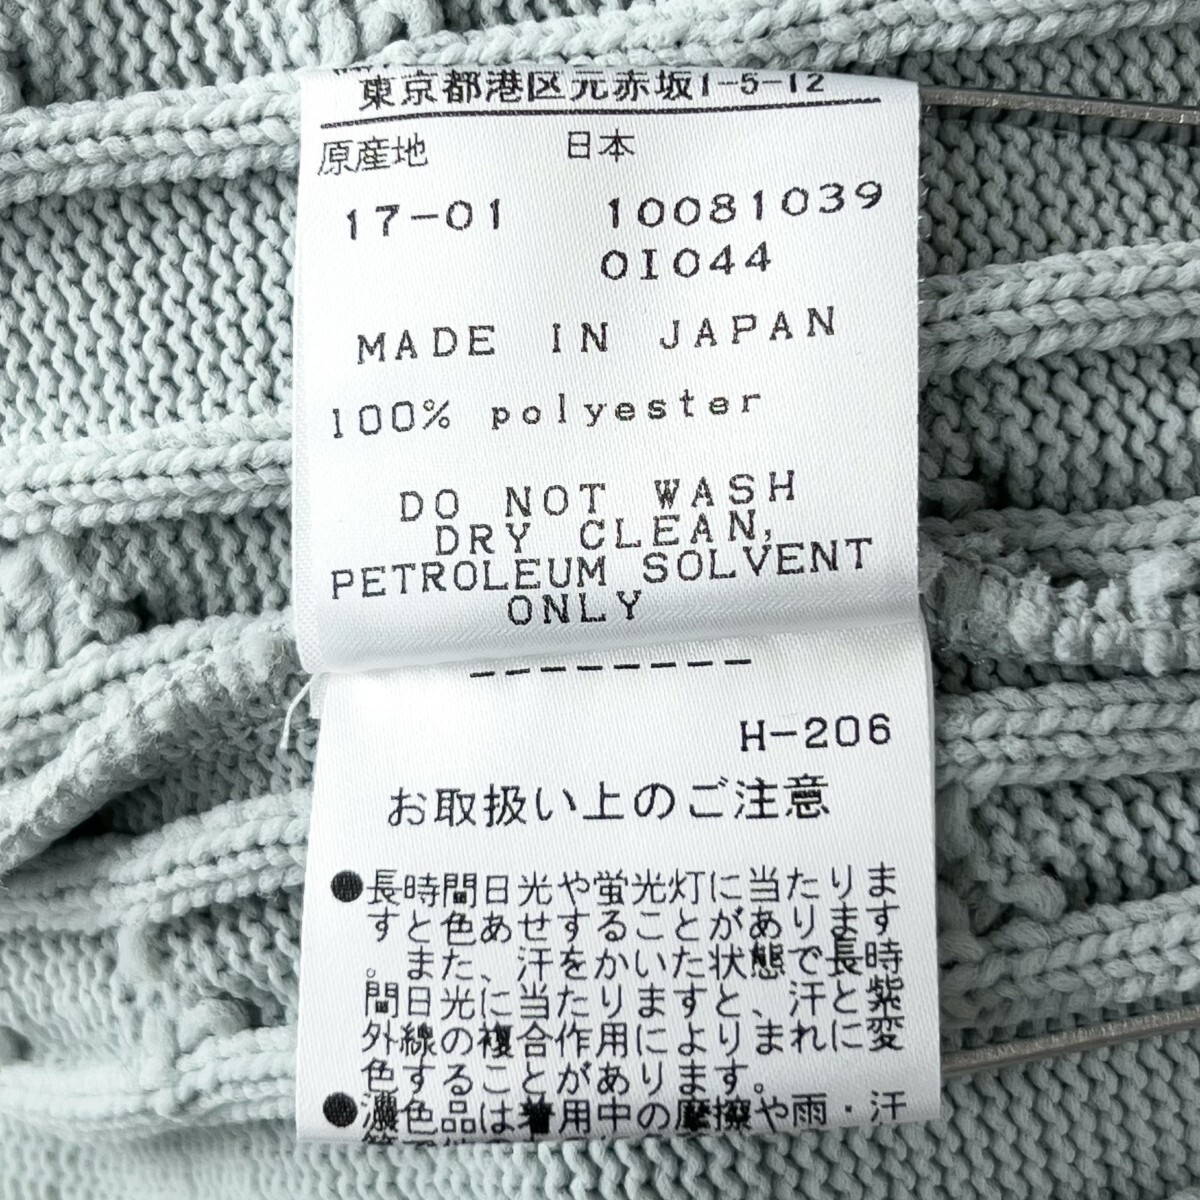 東京都港区元赤坂1-5-12
原産地 日本
17-01 10081039
OI044
MADE IN JAPAN
100% polyester
DO NOT WASH
DRY CLEAN,
PETROLEUM SOLVENT
ONLY
--------
H-206
お取扱い上のご注意
●長時間日光や蛍光灯に当たりま
すと色あせすることがあります
。また、汗をかいた状態で長時
間日光に当たりますと、汗と紫
外線の複合作用によりまれに変
色することがあります。
●濃色品は着用中の摩擦や雨・汗